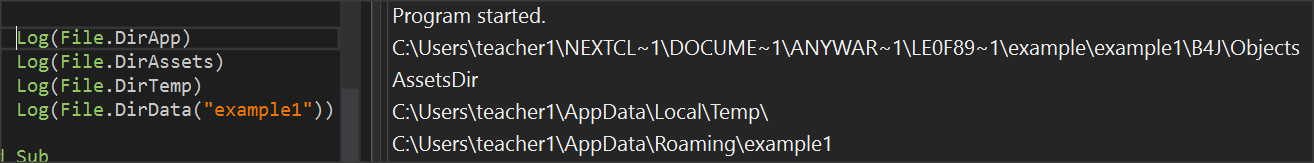 Log(File.DirApp)
Log(File.DirAssets)
Log(File.DirTemp)
Log(File.DirData("example1"))
d Sub
Program started.
C:\Users\teacher1\NEXTCL~1\DOCUME~1\ANYWAR~1\LE0F89~1\example\example1\B4J\Objects
AssetsDir
C:\Users\teacher1\AppData\Local\Temp\
C:\Users\teacher1\AppData\Roaming\example1